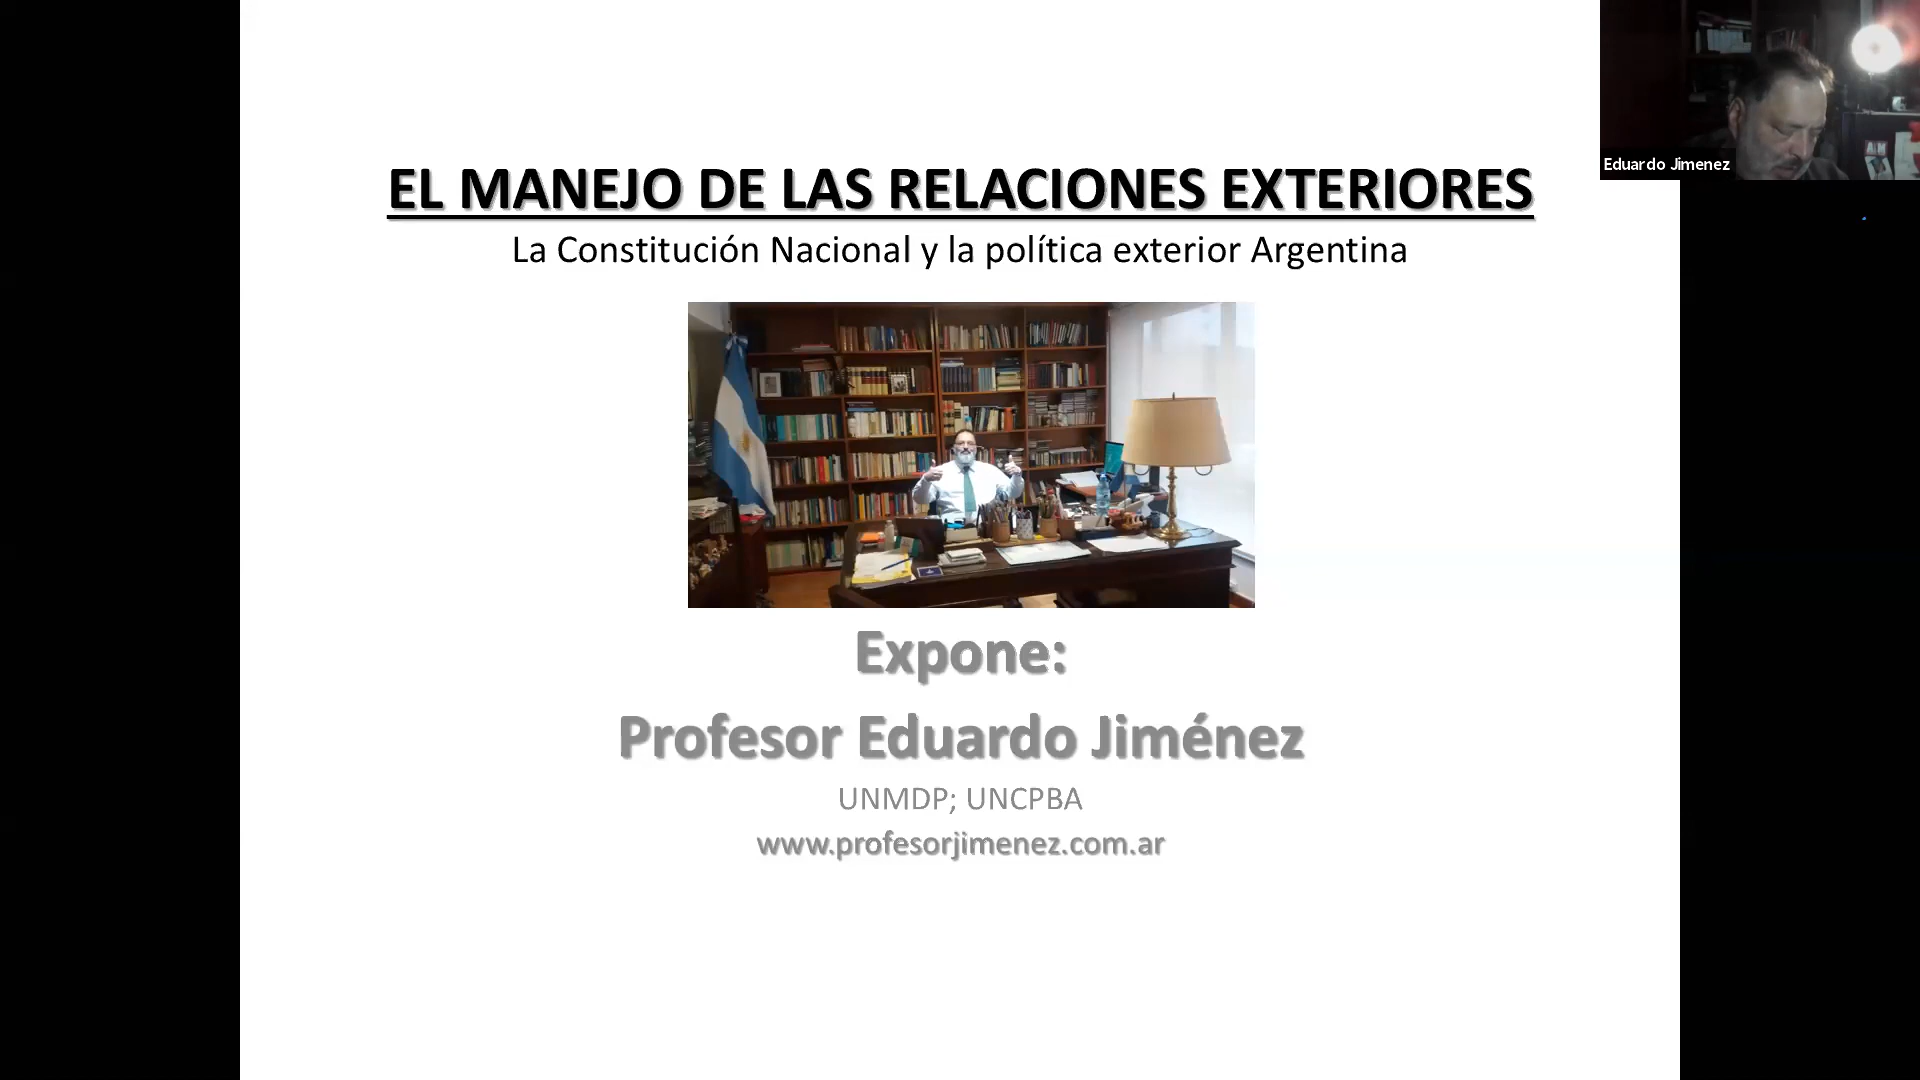 EL MANEJO DE LAS RELACIONES EXTERIORES
La Constitución Nacional y la política exterior Argentina
Expone:
Profesor Eduardo Jiménez
UNMDP; UNCPBA
www.profesorjimenez.com.ar
Eduardo Jimenez